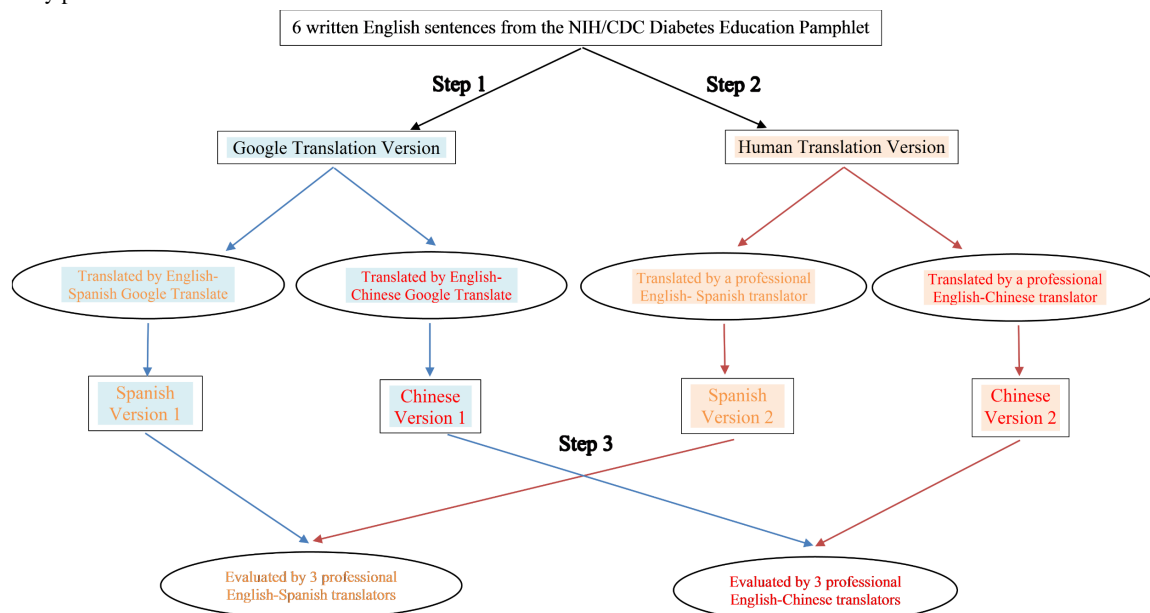 6 written English sentences from the NIH/CDC Diabetes Education Pamphlet
Step 1
Step 2
Google Translation Version
Human Translation Version
Translated by English-
Spanish Google Translate
Translated by English-
Chinese Google Translate
Translated by a professional
English- Spanish translator
Translated by a professional
English-Chinese translator
Spanish
Version 1
Chinese
Version 1
Spanish
Version 2
Chinese
Version 2
Step 3
Evaluated by 3 professional
English-Spanish translators
Evaluated by 3 professional
English-Chinese translators